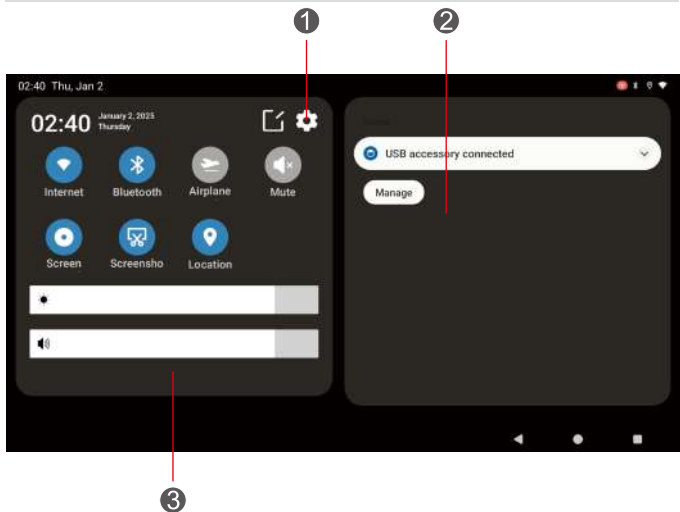 1
2
02:40 Thu, Jan 2
02:40
January 2, 2025
Thursday
Internet
Bluetooth
Airplane
Mute
Screen
Screensho
Location
USB accessory connected
Manage
3